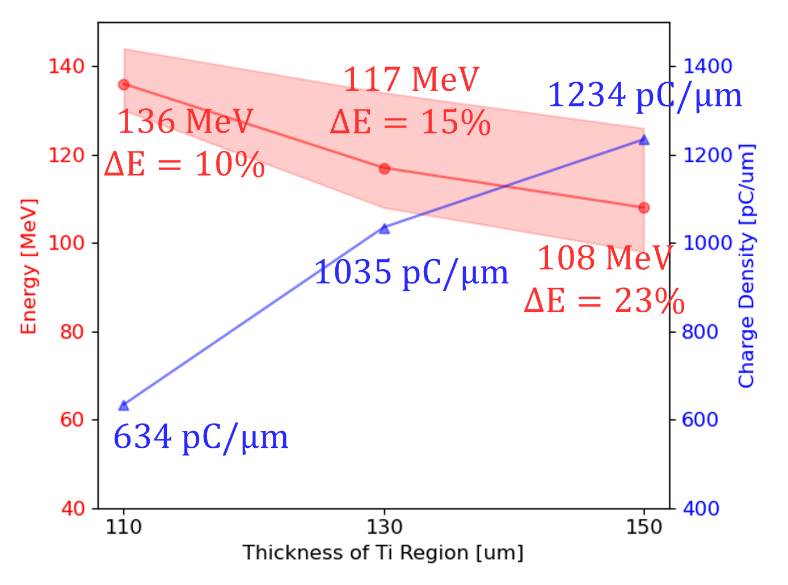 140
120
100
80
60
40
Energy [MeV]
136 MeV
ΔE = 10%
117 MeV
ΔE = 15%
108 MeV
ΔE = 23%
634 pC/μm
1035 pC/μm
1234 pC/μm
1400
1200
1000
800
600
400
Charge Density [pC/um]
110
130
150
Thickness of Ti Region [um]